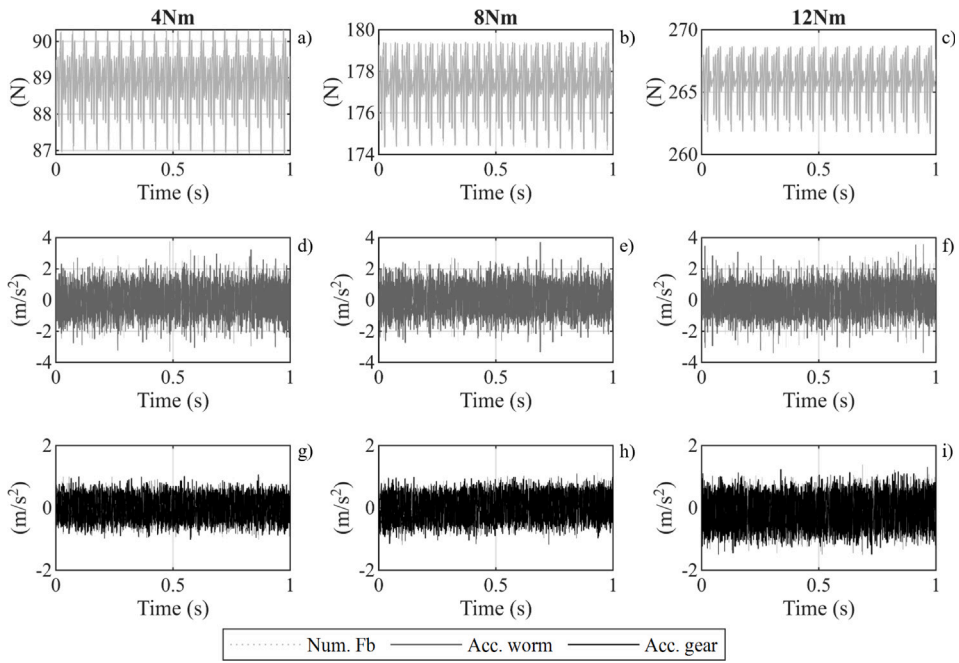 4Nm 8Nm 12Nm
90 89 88 87 (N) a) 0 0.5 1 Time (s)
180 178 176 174 (N) b) 0 0.5 1 Time (s)
270 265 260 (N) c) 0 0.5 1 Time (s)
4 2 0 -2 -4 (m/s²) d) 0 0.5 1 Time (s)
4 2 0 -2 -4 (m/s²) e) 0 0.5 1 Time (s)
4 2 0 -2 -4 (m/s²) f) 0 0.5 1 Time (s)
2 0 -2 (m/s²) g) 0 0.5 1 Time (s)
2 0 -2 (m/s²) h) 0 0.5 1 Time (s)
2 0 -2 (m/s²) i) 0 0.5 1 Time (s)
Num. Fb Acc. worm Acc. gear